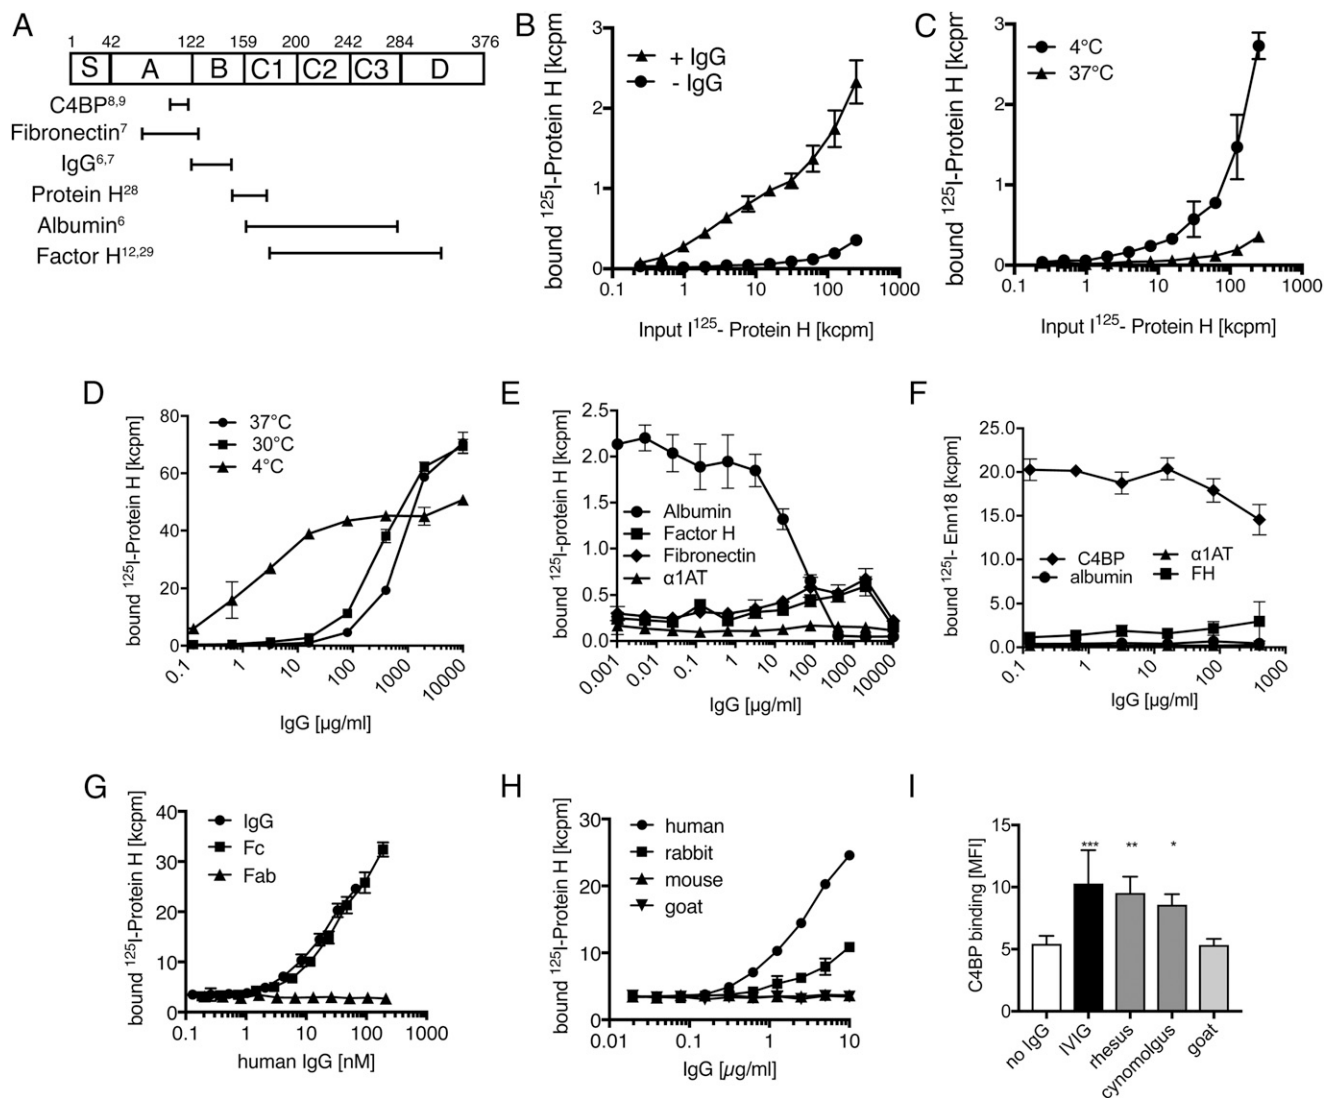 A
1 42 122 159 200 242 284 376
S A B C1 C2 C3 D
C4BP8,9
Fibronectin7
IgG6,7
Protein H28
Albumin6
Factor H12,29
B
bound 125I-Protein H [kcpm]
3
2
1
0
+ IgG
- IgG
0.1 1 10 100 1000
Input I125- Protein H [kcpm]
C
bound 125I-Protein H [kcpm]
3
2
1
0
4°C
37°C
0.1 1 10 100 1000
Input I125- Protein H [kcpm]
D
bound 125I-Protein H [kcpm]
80
60
40
20
0
37°C
30°C
4°C
0.1 1 10 100 1000 10000
IgG [µg/ml]
E
bound 125I-protein H [kcpm]
2.5
2.0
1.5
1.0
0.5
0.0
Albumin
Factor H
Fibronectin
α1AT
0.001 0.01 0.1 1 10 100 1000 10000
IgG [µg/ml]
F
bound 125I- Enn18 [kcpm]
25.0
20.0
15.0
10.0
5.0
0.0
C4BP α1AT
albumin FH
0.1 1 10 100 1000
IgG [µg/ml]
G
bound 125I-Protein H [kcpm]
40
30
20
10
0
IgG
Fc
Fab
0.1 1 10 100 1000
human IgG [nM]
H
bound 125I-Protein H [kcpm]
30
20
10
0
human
rabbit
mouse
goat
0.01 0.1 1 10
IgG [µg/ml]
I
C4BP binding [MFI]
15
10
5
0
*** ** *
no IgG IVIG rhesus cynomolgus goat